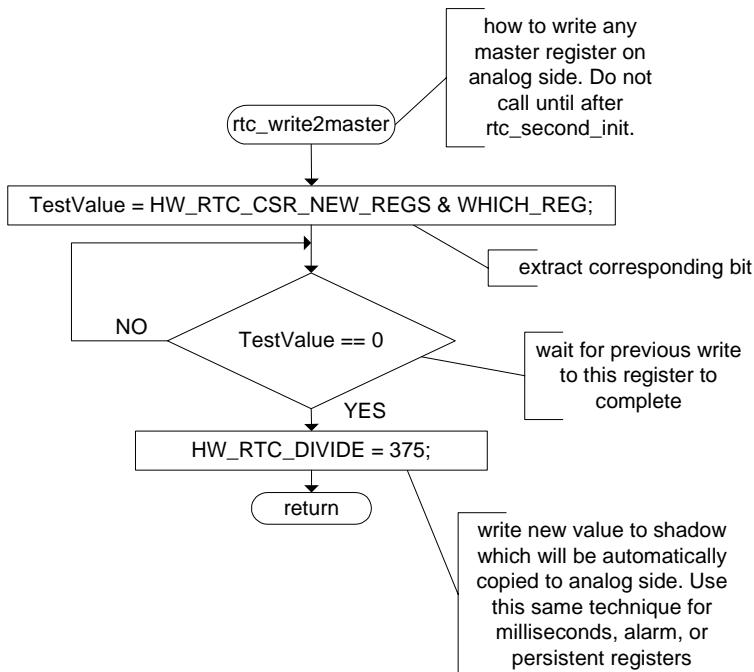 how to write any
master register on
analog side. Do not
call until after
rtc_second_init.
rtc_write2master
TestValue = HW_RTC_CSR_NEW_REGS & WHICH_REG;
extract corresponding bit
NO
TestValue == 0
wait for previous write
to this register to
complete
YES
HW_RTC_DIVIDE = 375;
return
write new value to shadow
which will be automatically
copied to analog side. Use
this same technique for
milliseconds, alarm, or
persistent registers